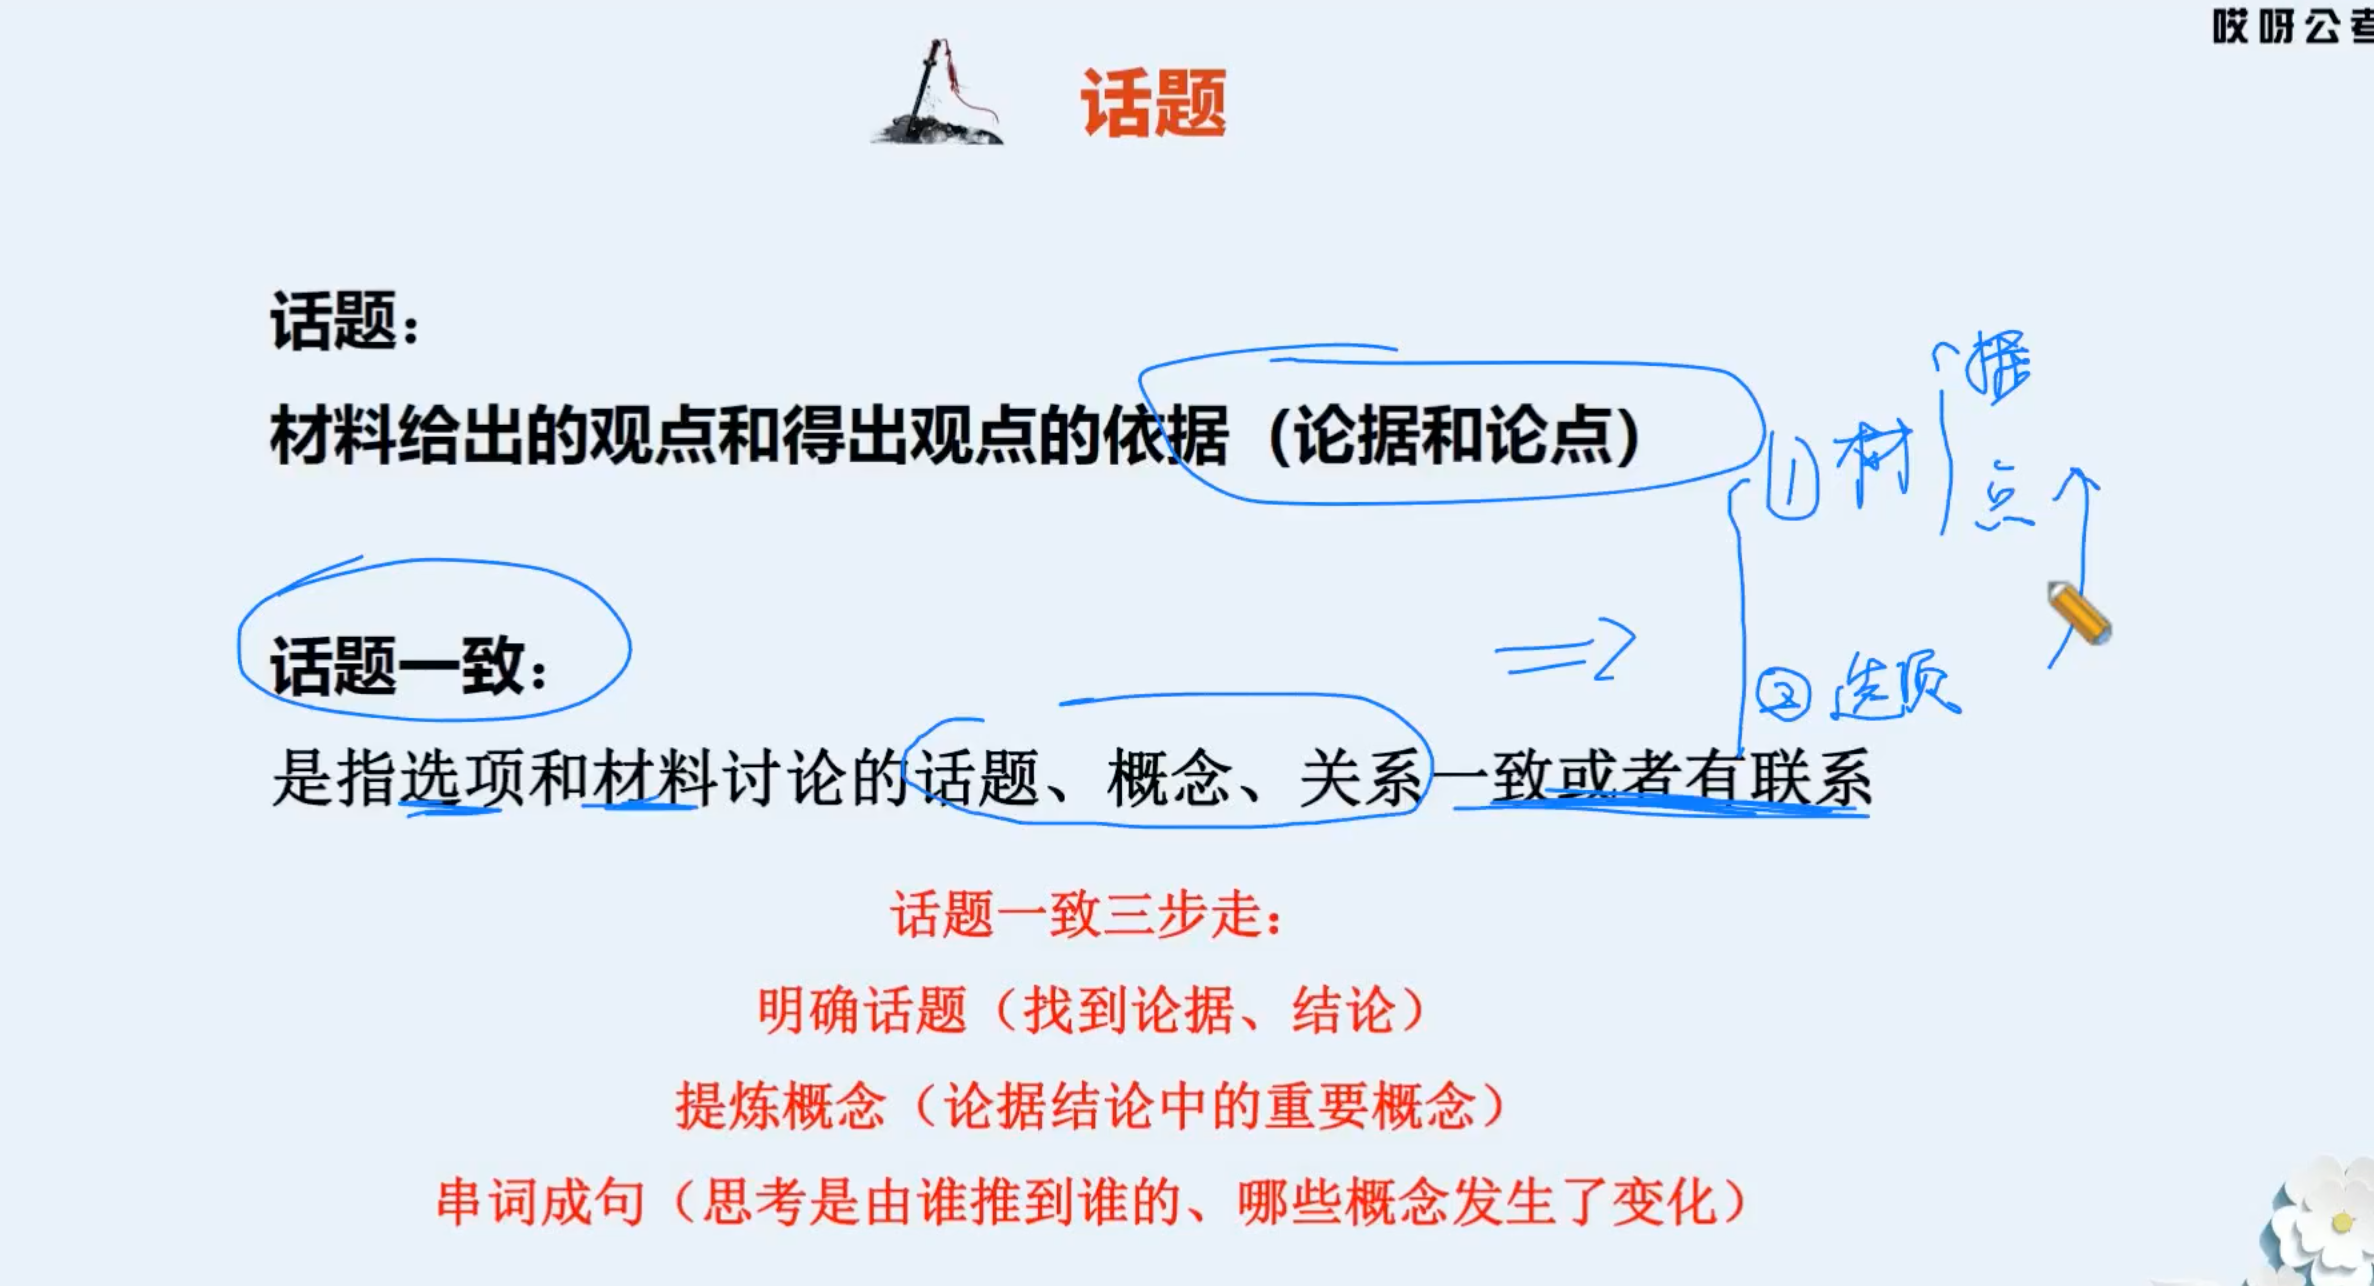 哎呀公考
话题
话题：
材料给出的观点和得出观点的依据（论据和论点）
据
①材
点
话题一致：
②选项
是指选项和材料讨论的话题、概念、关系一致或者有联系
话题一致三步走：
明确话题（找到论据、结论）
提炼概念（论据结论中的重要概念）
串词成句（思考是由谁推到谁的、哪些概念发生了变化）